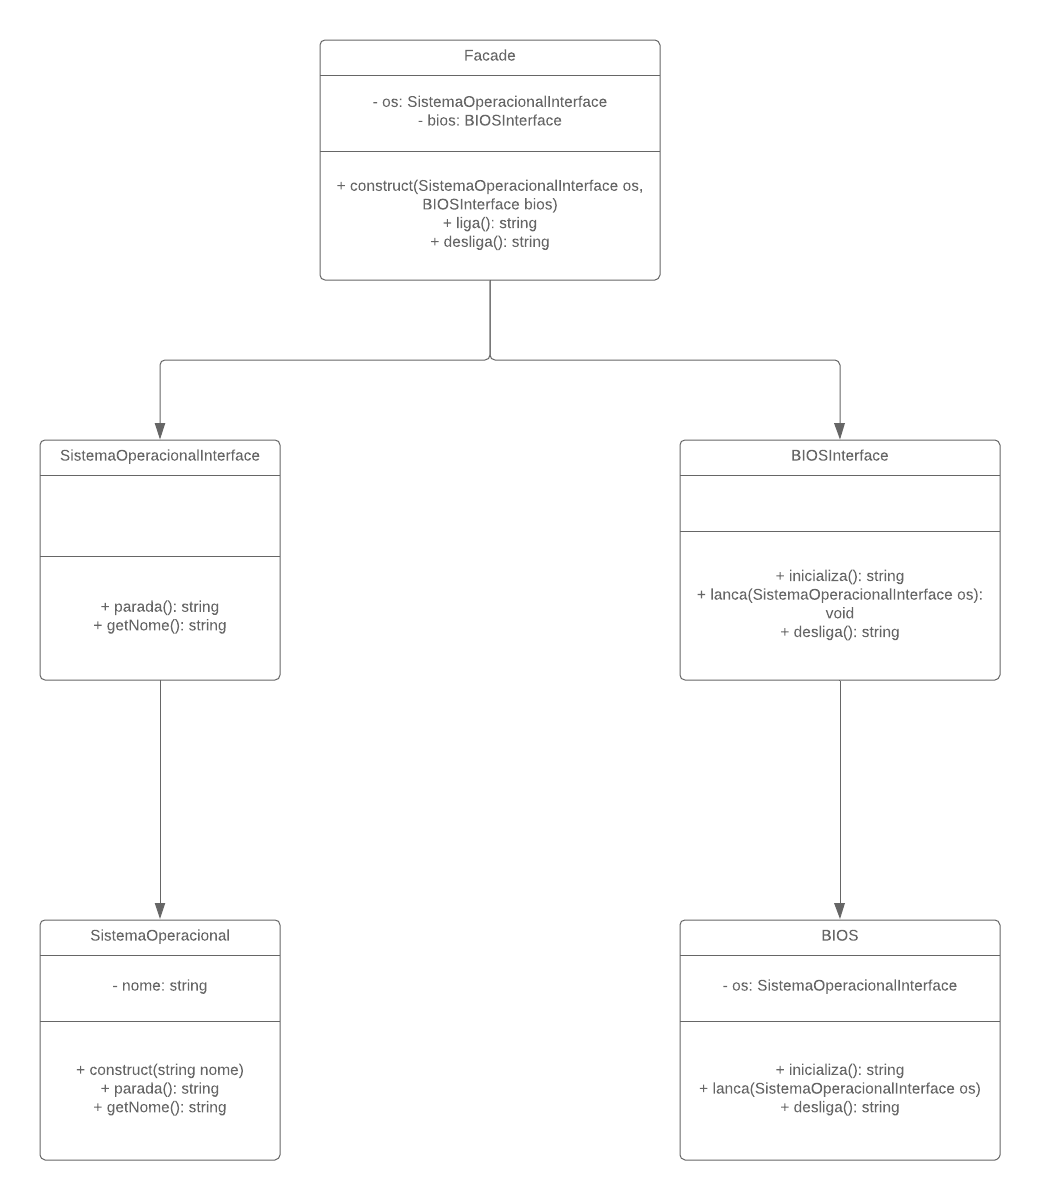 Facade
- os: SistemaOperacionalInterface
- bios: BIOSInterface
+ construct(SistemaOperacionalInterface os,
BIOSInterface bios)
+ liga(): string
+ desliga(): string
SistemaOperacionalInterface
+ parada(): string
+ getNome(): string
BIOSInterface
+ inicializa(): string
+ lanca(SistemaOperacionalInterface os):
void
+ desliga(): string
SistemaOperacional
- nome: string
+ construct(string nome)
+ parada(): string
+ getNome(): string
BIOS
- os: SistemaOperacionalInterface
+ inicializa(): string
+ lanca(SistemaOperacionalInterface os)
+ desliga(): string